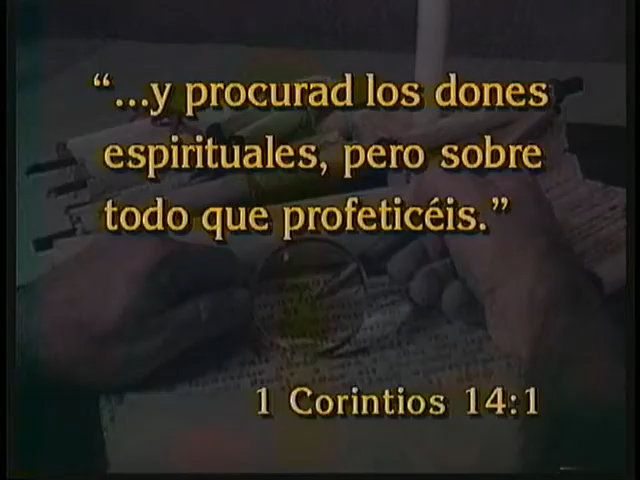 “...y procurad los dones
espirituales, pero sobre
todo que profeticéis.”
1 Corintios 14:1